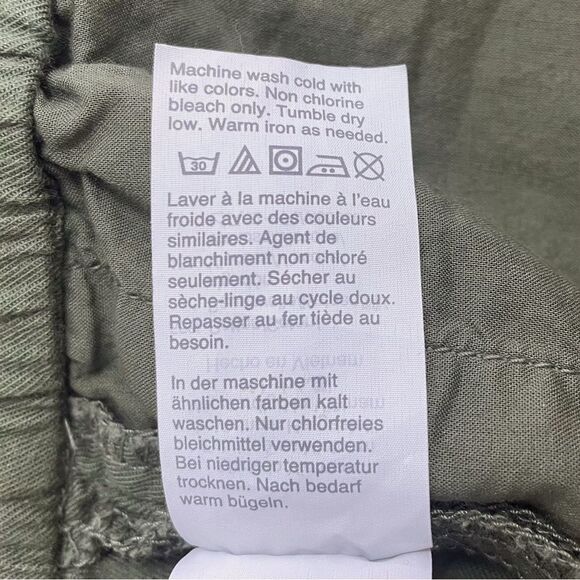 Machine wash cold with
like colors. Non chlorine
bleach only. Tumble dry
low. Warm iron as needed.
30
Laver à la machine à l'eau
froide avec des couleurs
similaires. Agent de
blanchiment non chloré
seulement. Sécher au
sèche-linge au cycle doux.
Repasser au fer tiède au
besoin.
Hecho en Vietnam
In der maschine mit
ähnlichen farben kalt
waschen. Nur chlorfreies
bleichmittel verwenden.
Bei niedriger temperatur
trocknen. Nach bedarf
warm bügeln.